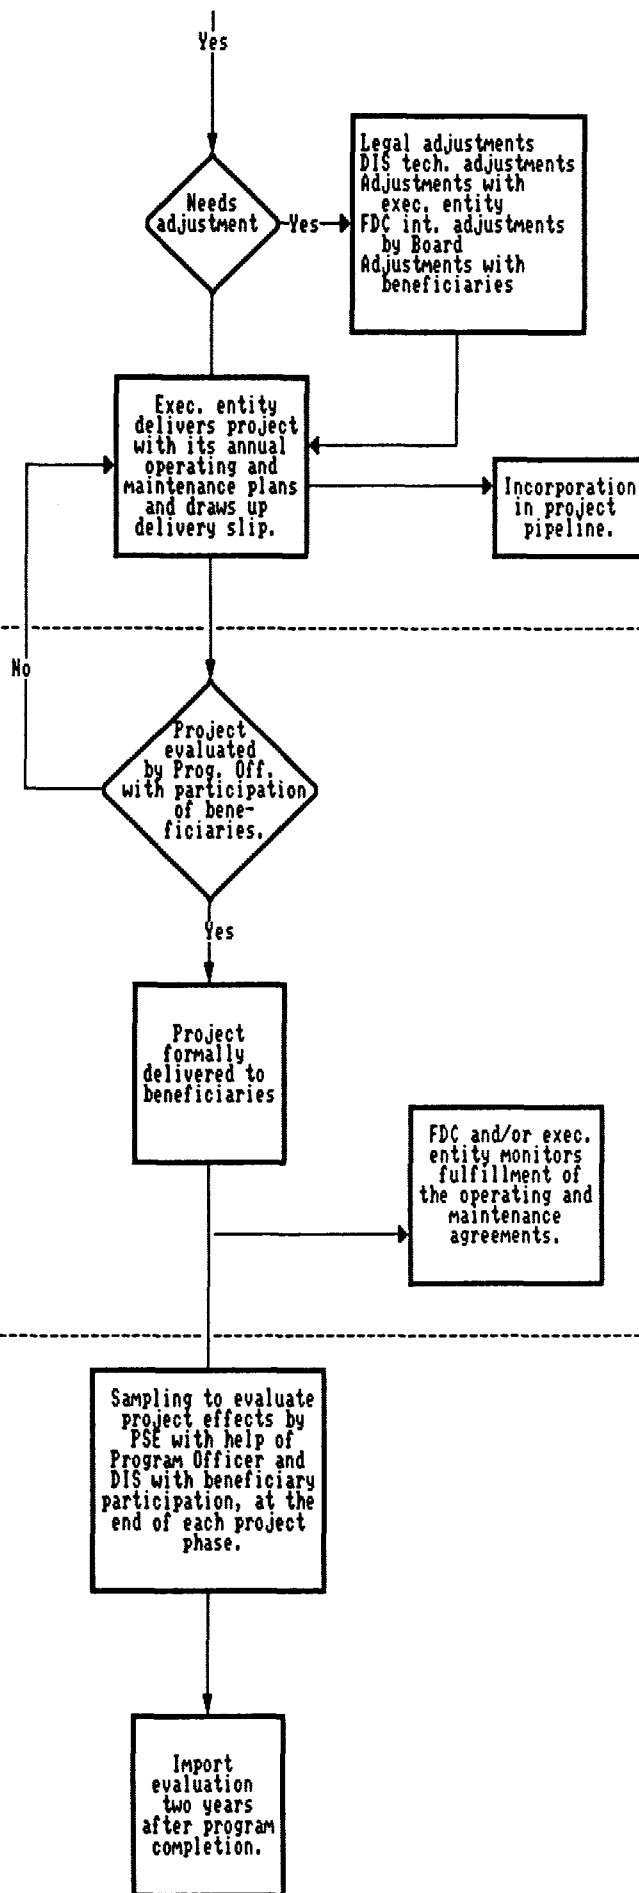 Yes
Needs
adjustment
Yes
Legal adjustments
DIS tech. adjustments
Adjustments with
exec. entity
FDC int. adjustments
by Board
Adjustments with
beneficiaries
Exec. entity
delivers project
with its annual
operating and
maintenance plans
and draws up
delivery slip.
Incorporation
in project
pipeline.
No
Project
evaluated
by Prog. Off.
with participation
of bene-
ficiaries.
Yes
Project
formally
delivered to
beneficiaries
FDC and/or exec.
entity monitors
fulfillment of
the operating and
maintenance
agreements.
Sampling to evaluate
project effects by
PSE with help of
Program Officer and
DIS with beneficiary
participation, at the
end of each project
phase.
Import
evaluation
two years
after program
completion.